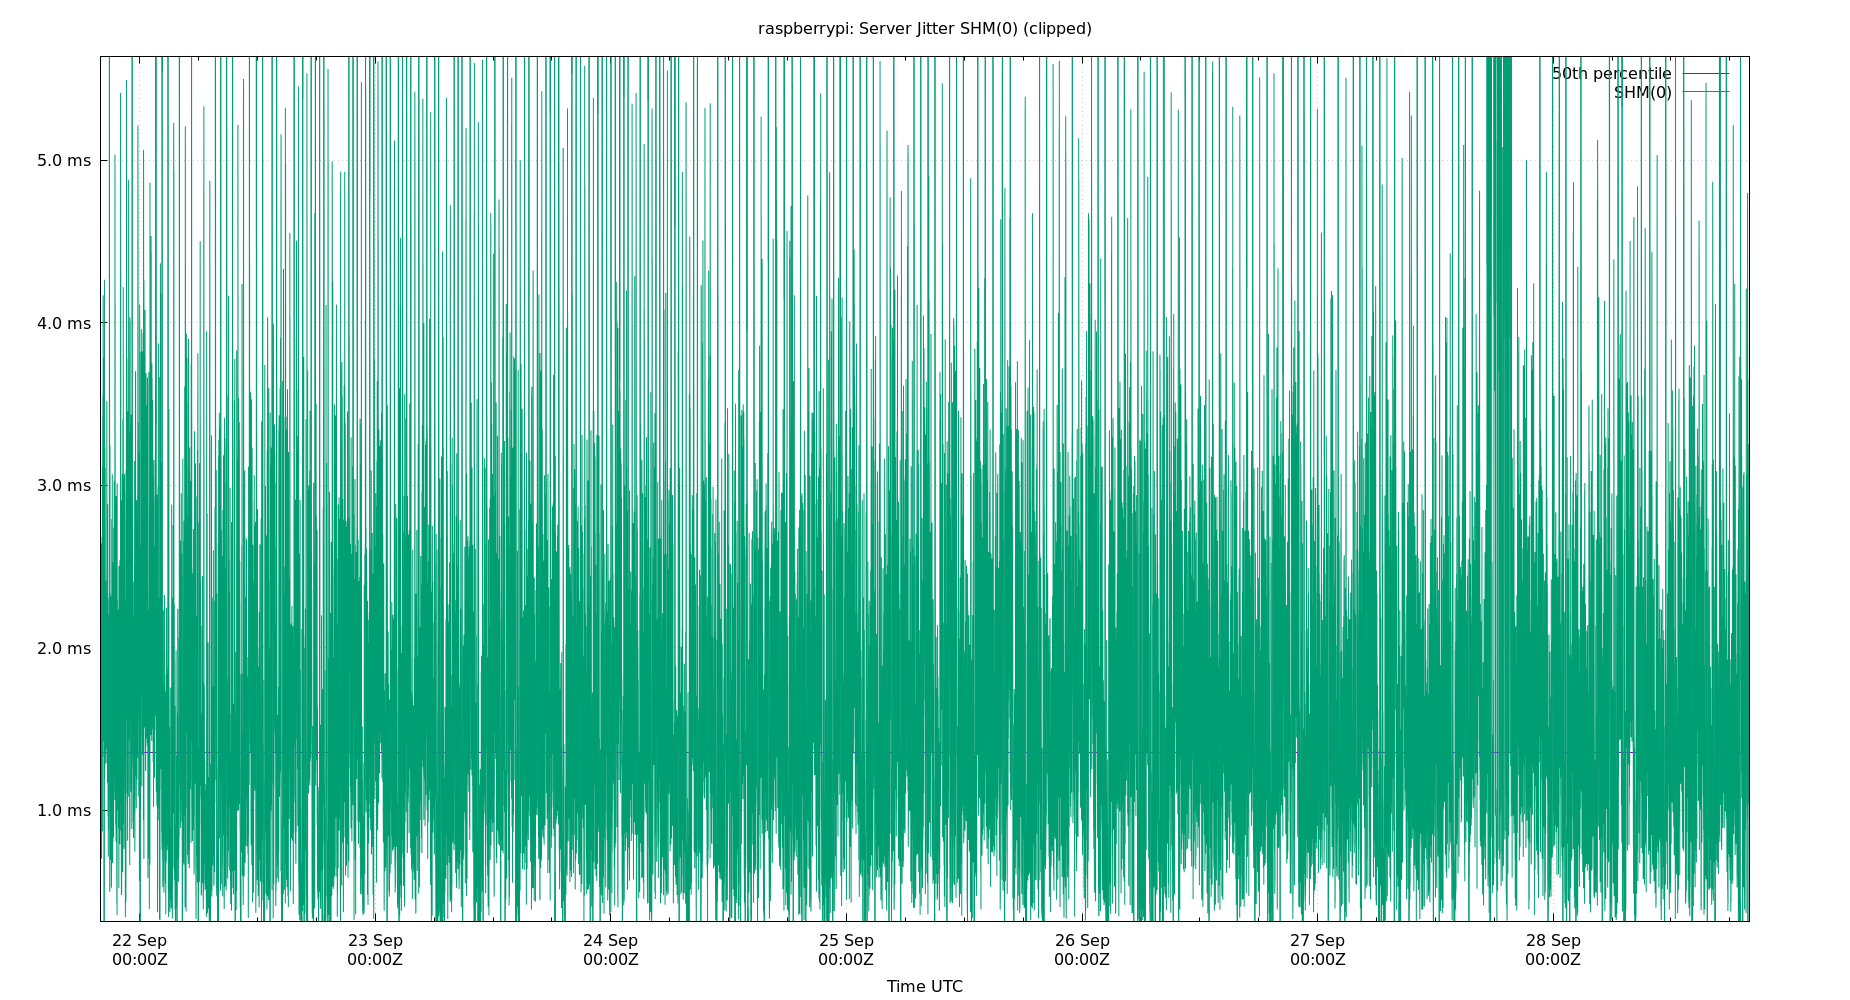 raspberrypi: Server Jitter SHM(0) (clipped)
50th percentile
SHM(0)
5.0 ms
4.0 ms
3.0 ms
2.0 ms
1.0 ms
22 Sep 23 Sep 24 Sep 25 Sep 26 Sep 27 Sep 28 Sep
00:00Z 00:00Z 00:00Z 00:00Z 00:00Z 00:00Z 00:00Z
Time UTC